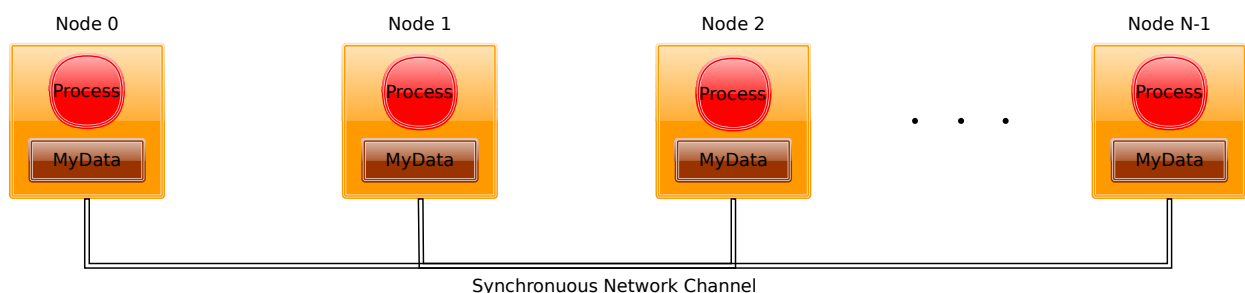 Node 0
Node 1
Node 2
Node N-1
Process
Process
Process
Process
MyData
MyData
MyData
MyData
Synchronuous Network Channel